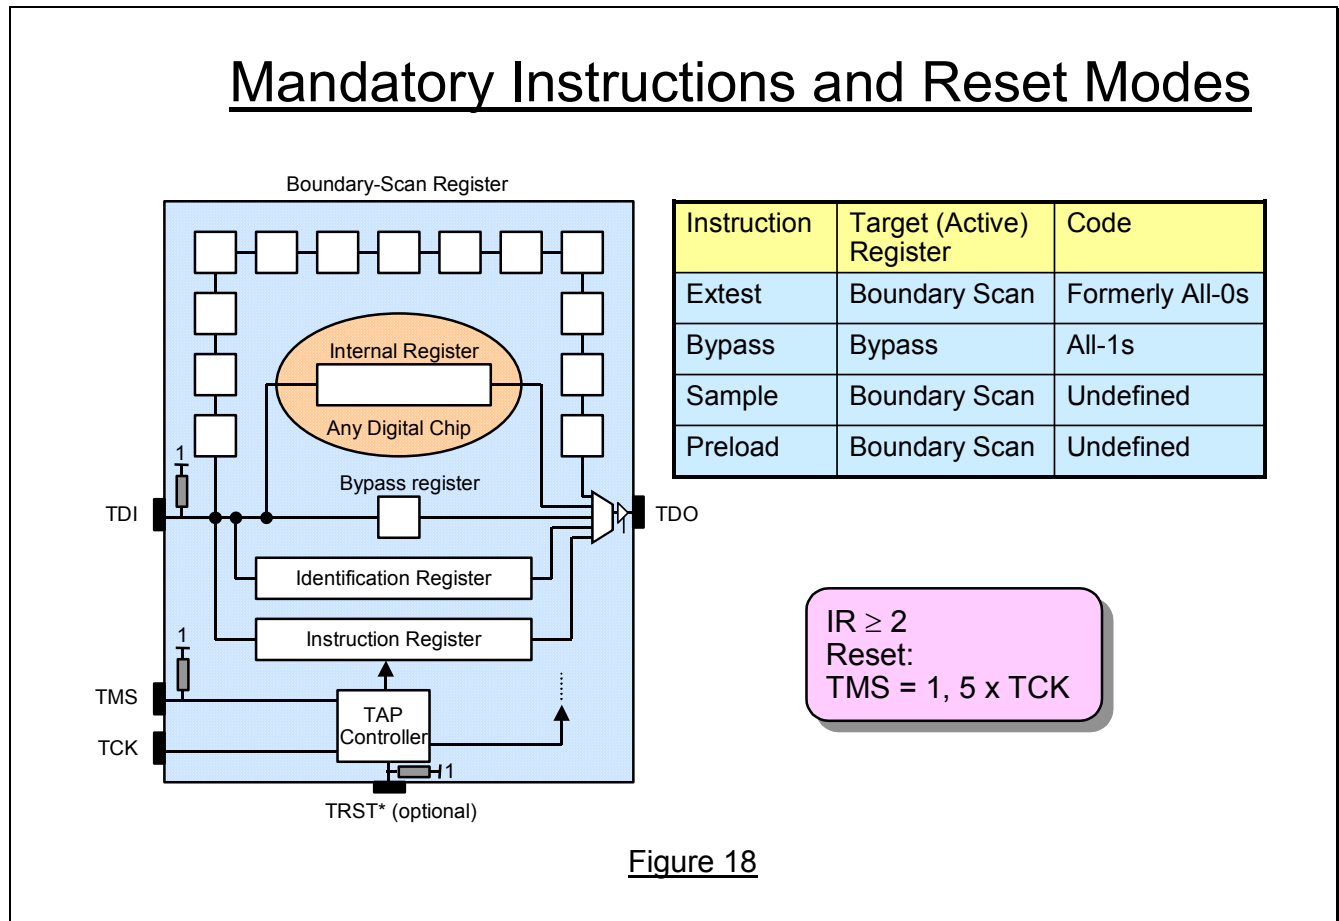 Mandatory Instructions and Reset Modes
Boundary-Scan Register
Internal Register
Any Digital Chip
1
Bypass register
TDI
TDO
Identification Register
1
Instruction Register
TMS
TCK
TAP
Controller
1
TRST* (optional)
Instruction Target (Active) Register Code
Extest Boundary Scan Formerly All-0s
Bypass Bypass All-1s
Sample Boundary Scan Undefined
Preload Boundary Scan Undefined
IR ≥ 2
Reset:
TMS = 1, 5 x TCK
Figure 18